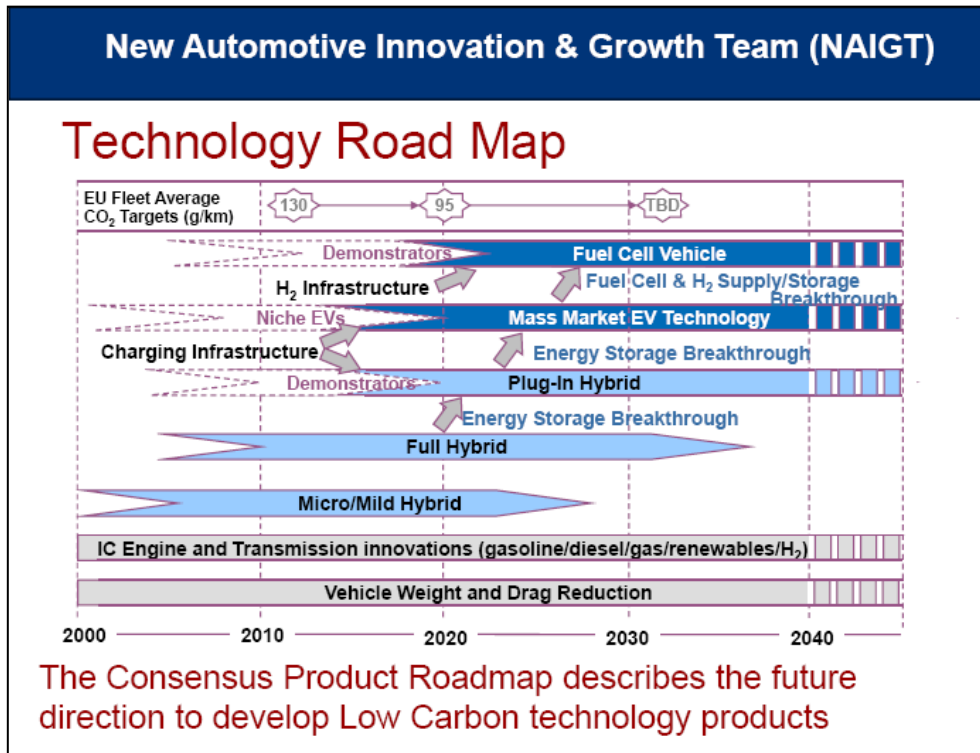 New Automotive Innovation & Growth Team (NAIGT)
Technology Road Map
EU Fleet Average
CO₂ Targets (g/km)
130
95
TBD
Demonstrators
Fuel Cell Vehicle
H₂ Infrastructure
Fuel Cell & H₂ Supply/Storage
Breakthrough
Niche EVs
Mass Market EV Technology
Charging Infrastructure
Energy Storage Breakthrough
Demonstrators
Plug-In Hybrid
Energy Storage Breakthrough
Full Hybrid
Micro/Mild Hybrid
IC Engine and Transmission innovations (gasoline/diesel/gas/renewables/H₂)
Vehicle Weight and Drag Reduction
2000 2010 2020 2030 2040
The Consensus Product Roadmap describes the future
direction to develop Low Carbon technology products